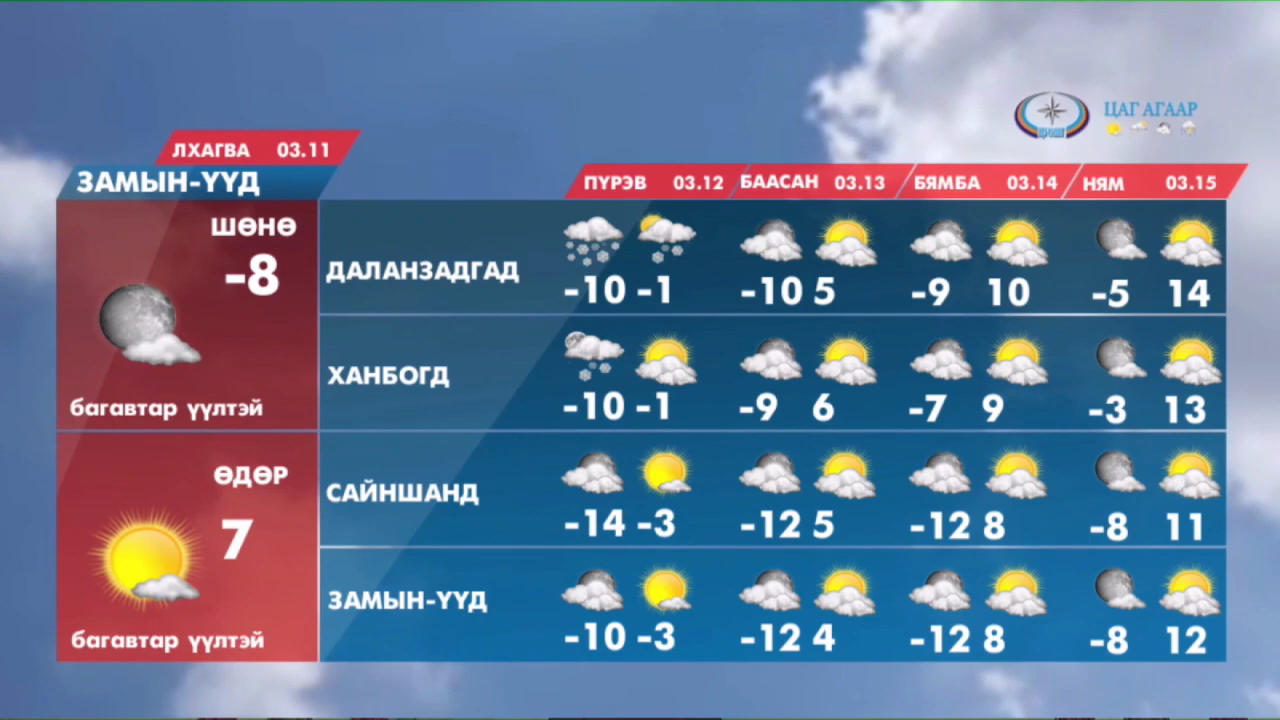 ЦАГ АГААР
ЛХАГВА 03.11
ЗАМЫН-ҮҮД
ПҮРЭВ 03.12 БААСАН 03.13 БЯМБА 03.14 НЯМ 03.15
ШӨНӨ
-8
багавтар үүлтэй
ӨДӨР
7
багавтар үүлтэй
ДАЛАНЗАДГАД -10 -1 -10 5 -9 10 -5 14
ХАНБОГД -10 -1 -9 6 -7 9 -3 13
САЙНШАНД -14 -3 -12 5 -12 8 -8 11
ЗАМЫН-ҮҮД -10 -3 -12 4 -12 8 -8 12